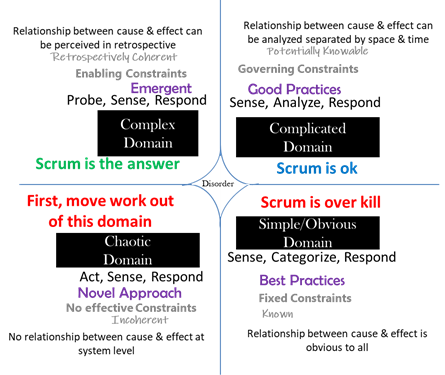 Relationship between cause & effect can
be perceived in retrospective
Retrospectively Coherent
Enabling Constraints
Emergent
Probe, Sense, Respond
Complex
Domain
Scrum is the answer
Relationship between cause & effect can
be analyzed separated by space & time
Potentially Knowable
Governing Constraints
Good Practices
Sense, Analyze, Respond
Complicated
Domain
Scrum is ok
Disorder
First, move work out
of this domain
Chaotic
Domain
Act, Sense, Respond
Novel Approach
No effective Constraints
Incoherent
No relationship between cause & effect at
system level
Scrum is over kill
Simple/Obvious
Domain
Sense, Categorize, Respond
Best Practices
Fixed Constraints
Known
Relationship between cause & effect is
obvious to all